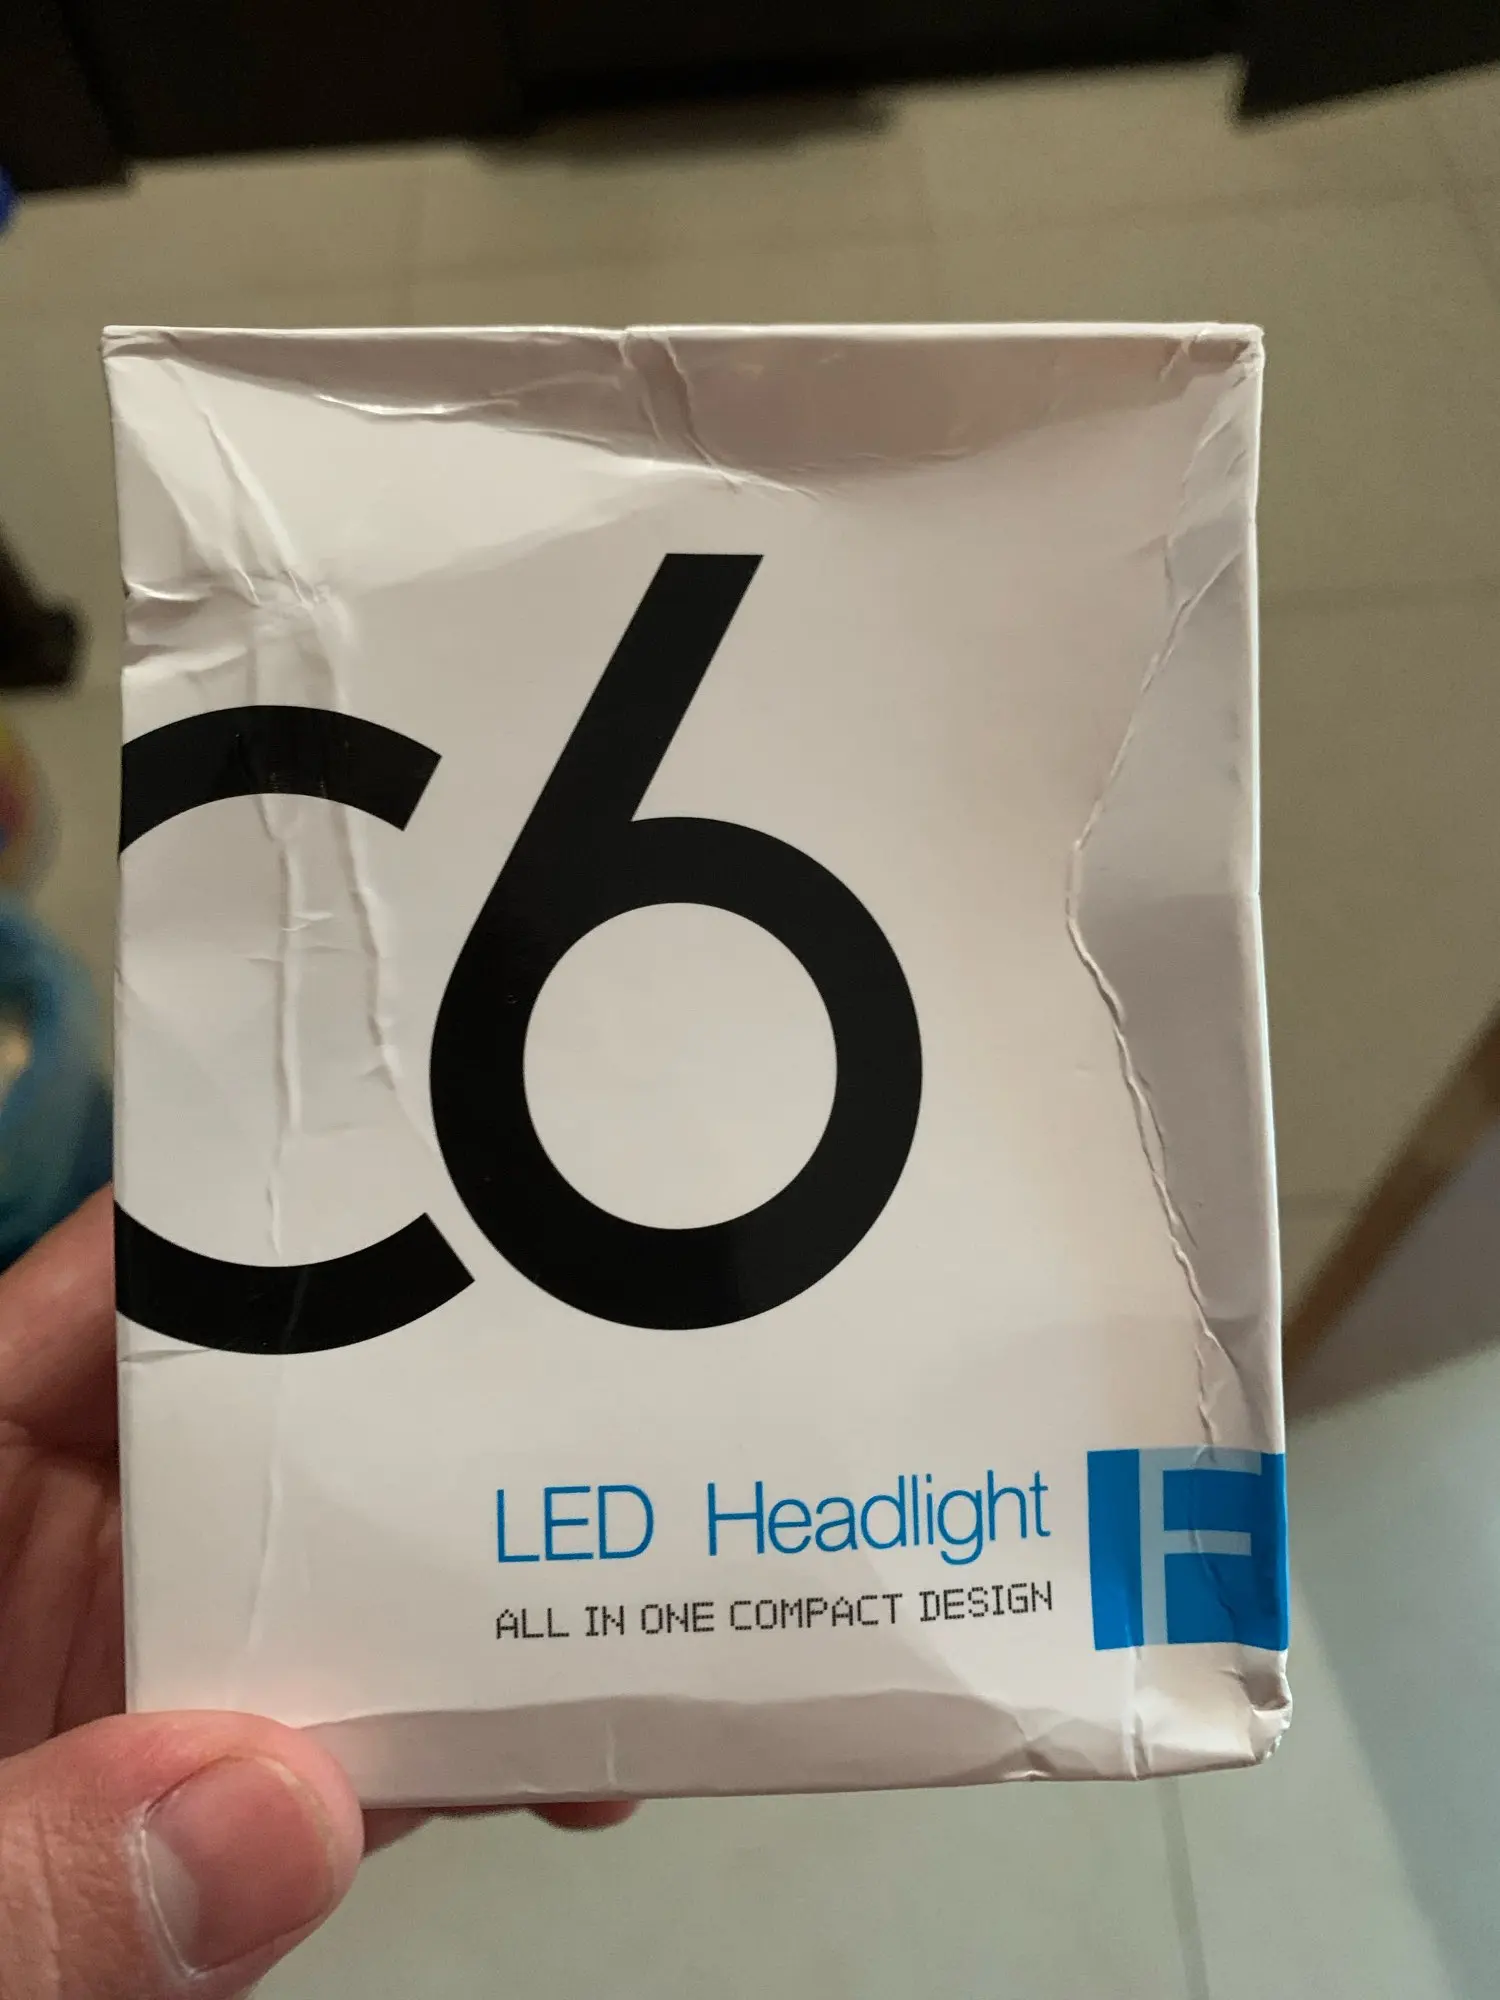 C6
LED Headlight
ALL IN ONE COMPACT DESIGN